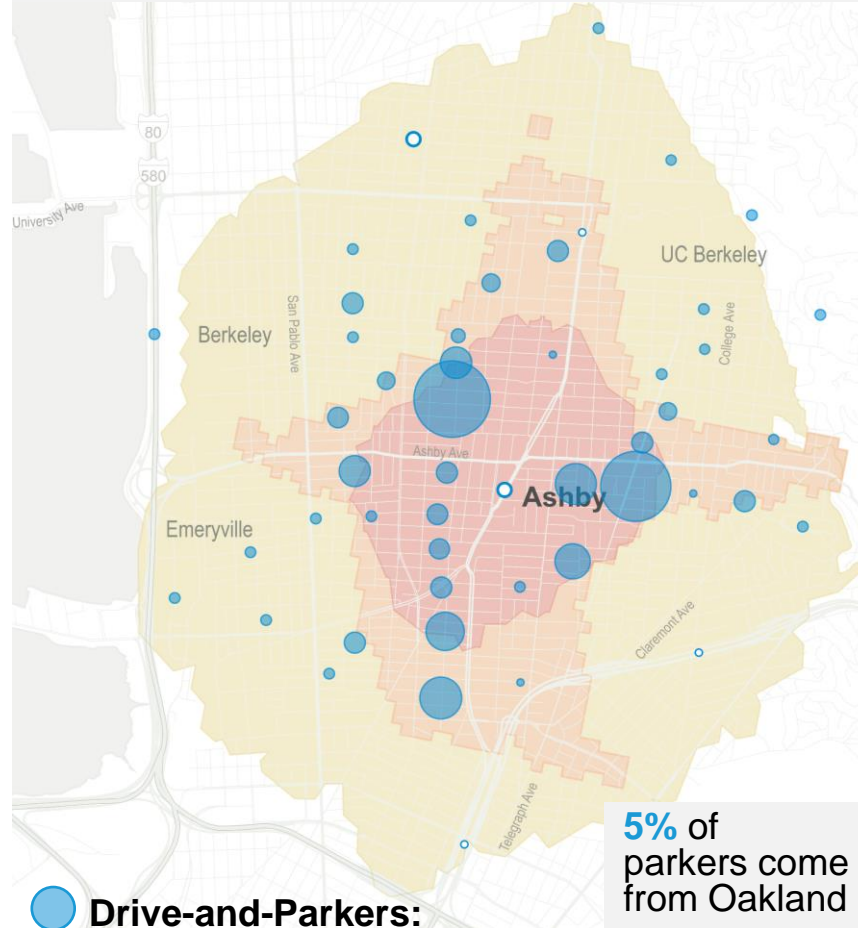 80
580
University Ave
UC Berkeley
San Pablo Ave
College Ave
Berkeley
Ashby Ave
Ashby
Emeryville
Claremont Ave
Telegraph Ave
5% of
parkers come
from Oakland
Drive-and-Parkers: